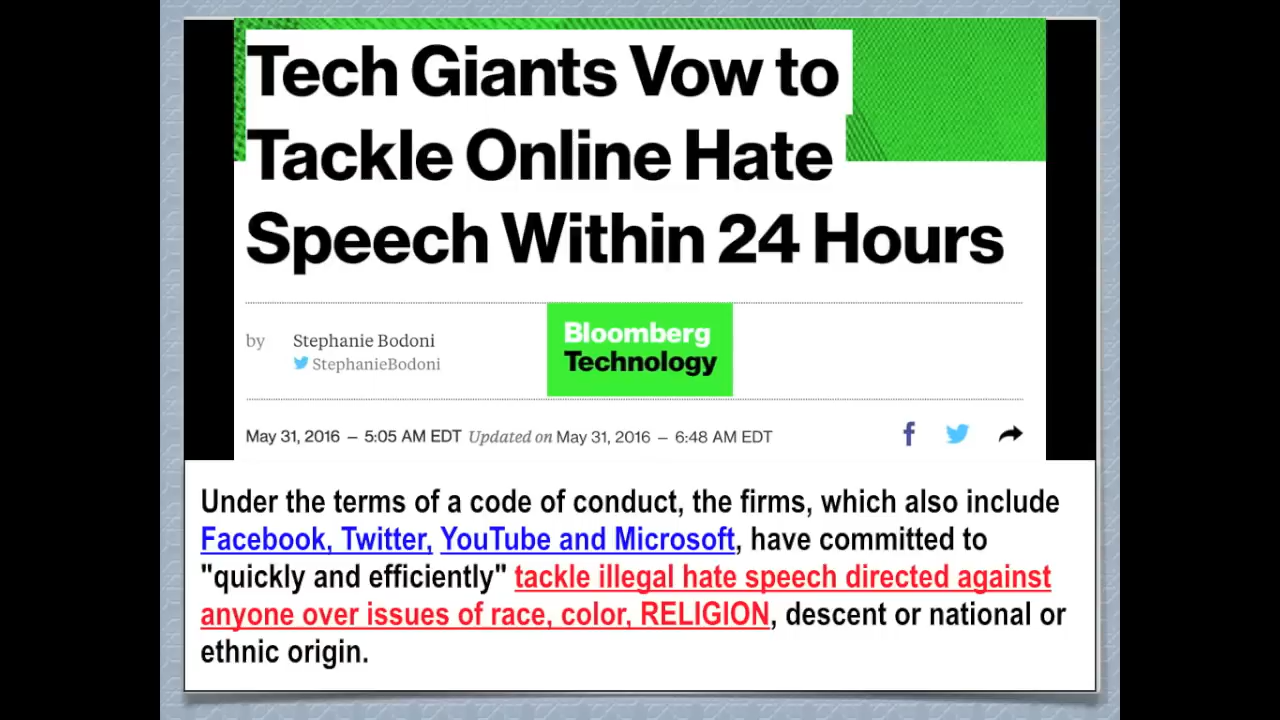 Tech Giants Vow to
Tackle Online Hate
Speech Within 24 Hours
by Stephanie Bodoni
StephanieBodoni
Bloomberg
Technology
May 31, 2016 – 5:05 AM EDT Updated on May 31, 2016 – 6:48 AM EDT
Under the terms of a code of conduct, the firms, which also include
Facebook, Twitter, YouTube and Microsoft, have committed to
"quickly and efficiently" tackle illegal hate speech directed against
anyone over issues of race, color, RELIGION, descent or national or
ethnic origin.